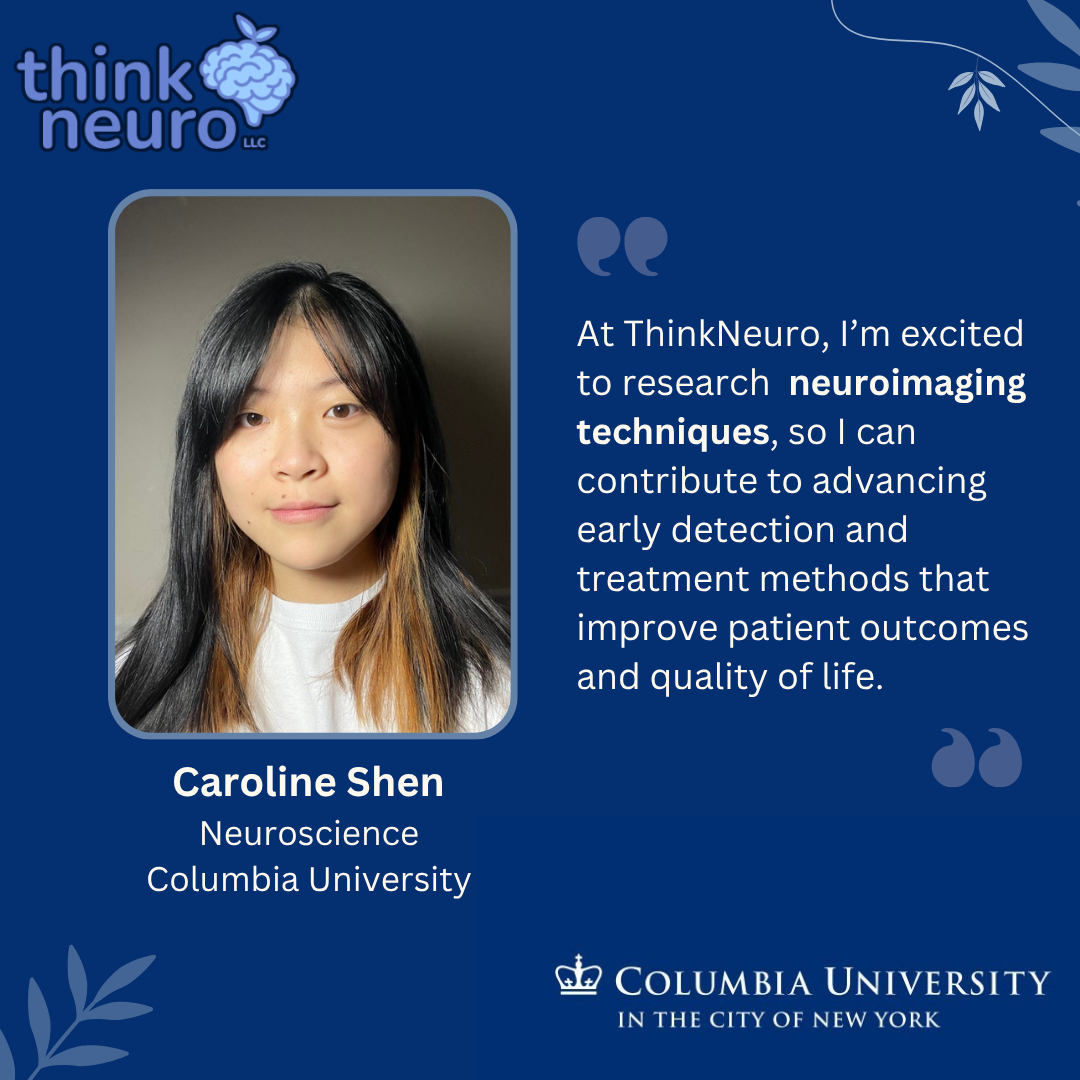 think
neuro
LLC
At ThinkNeuro, I’m excited
to research neuroimaging
techniques, so I can
contribute to advancing
early detection and
treatment methods that
improve patient outcomes
and quality of life.
Caroline Shen
Neuroscience
Columbia University
COLUMBIA UNIVERSITY
IN THE CITY OF NEW YORK